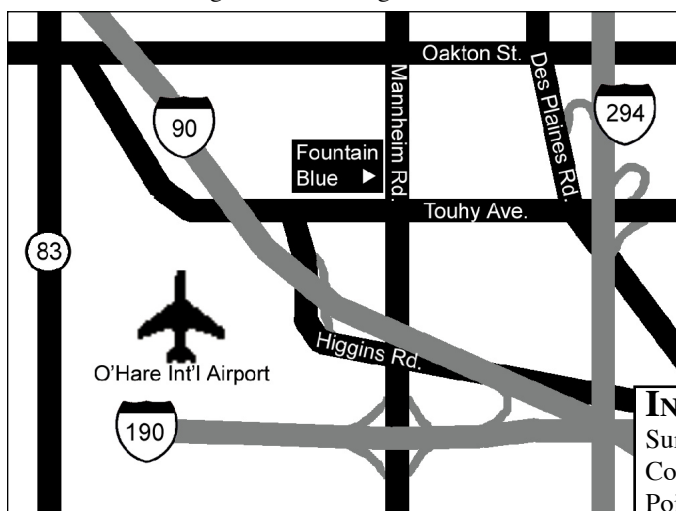 Oakton St.
Des Plaines Rd.
Mannheim Rd.
294
90
Fountain
Blue
Touhy Ave.
83
Higgins Rd.
O'Hare Int'l Airport
190